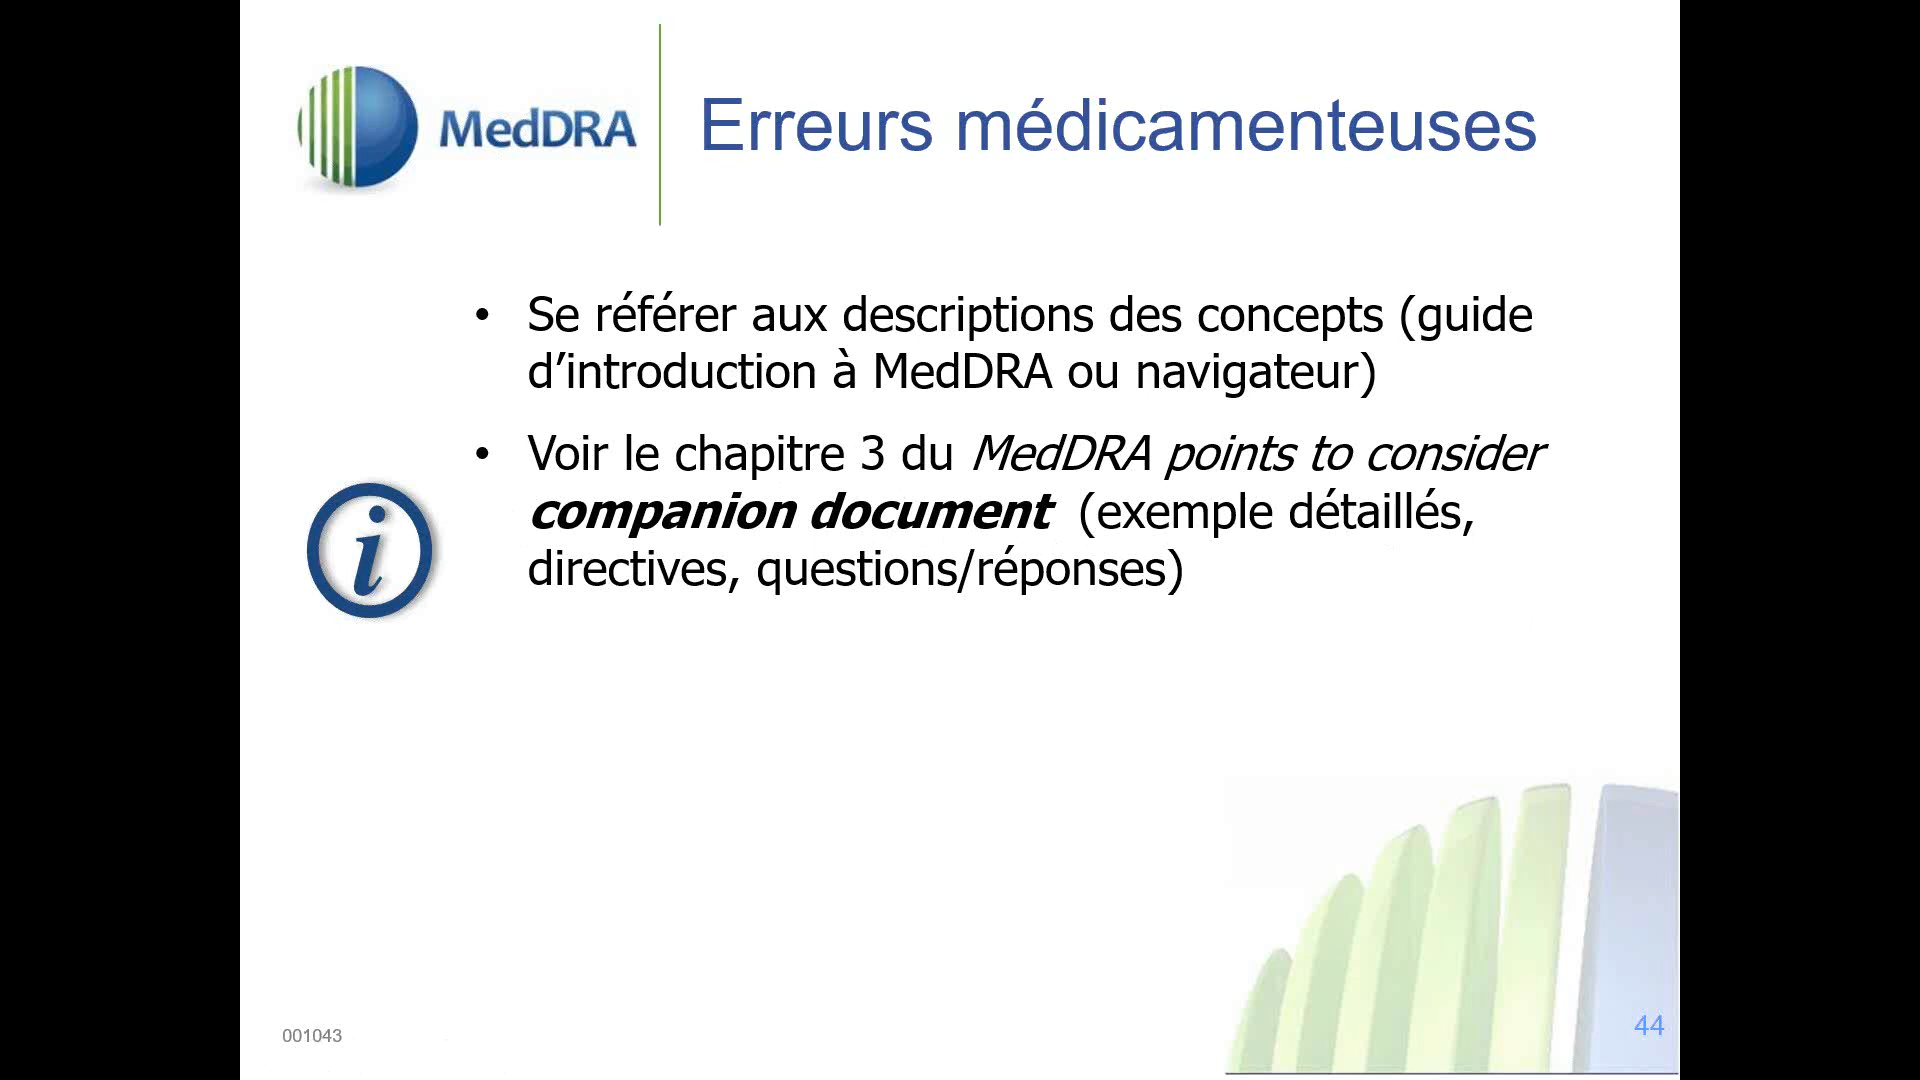 MedDRA
Erreurs médicamenteuses
• Se référer aux descriptions des concepts (guide
d’introduction à MedDRA ou navigateur)
• Voir le chapitre 3 du MedDRA points to consider
companion document (exemple détaillés,
directives, questions/réponses)
i
001043
44